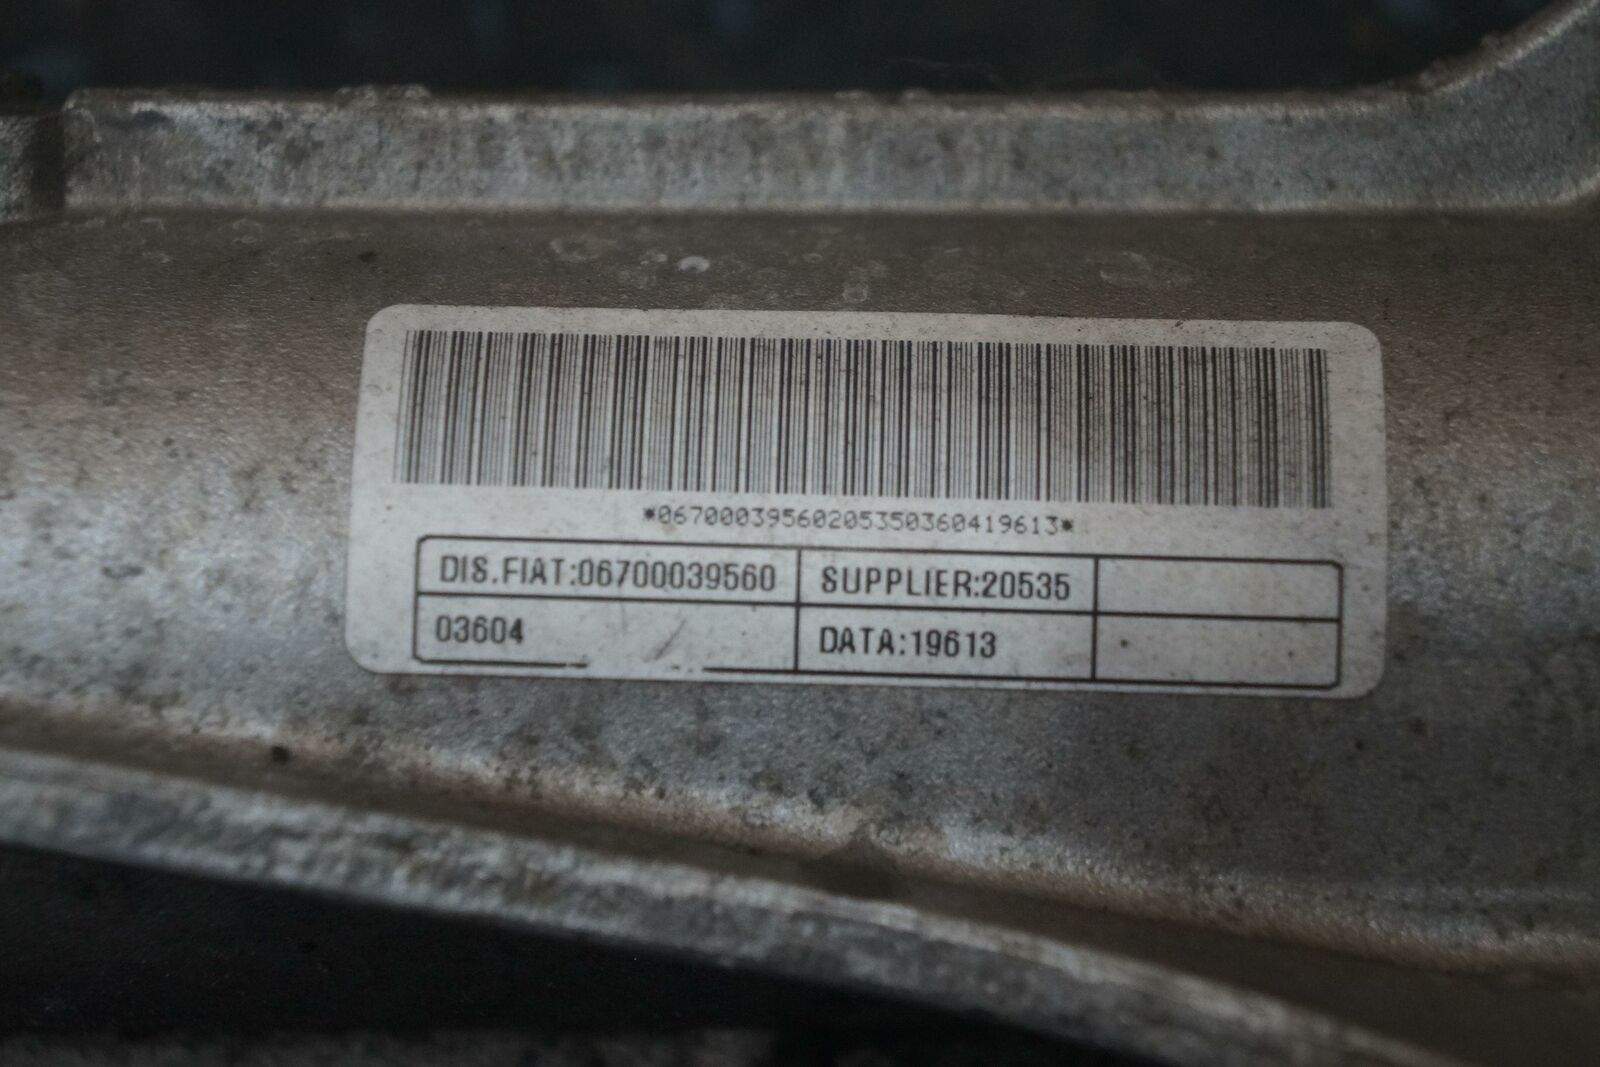 *06700039560205350360419613*
DIS.FIAT:06700039560 SUPPLIER:20535
03604 DATA:19613